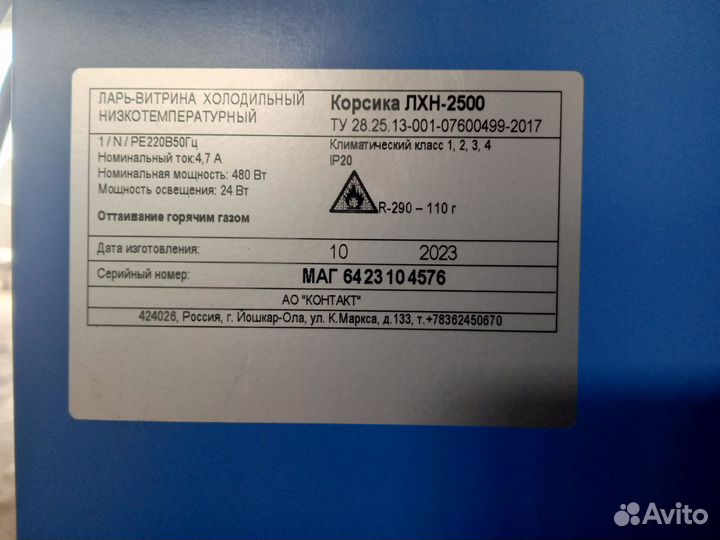 ЛАРЬ-ВИТРИНА ХОЛОДИЛЬНЫЙ
НИЗКОТЕМПЕРАТУРНЫЙ
Корсика ЛХН-2500
ТУ 28.25.13-001-07600499-2017
1 / N / PE220В50Гц
Номинальный ток:4,7 А
Номинальная мощность: 480 Вт
Мощность освещения: 24 Вт
Оттаивание горячим газом
Климатический класс 1, 2, 3, 4
IP20
R-290 – 110 г
Дата изготовления: 10 2023
Серийный номер: МАГ 64 23 10 4576
АО "КОНТАКТ"
424026, Россия, г. Йошкар-Ола, ул. К.Маркса, д.133, т.+78362450670
Avito